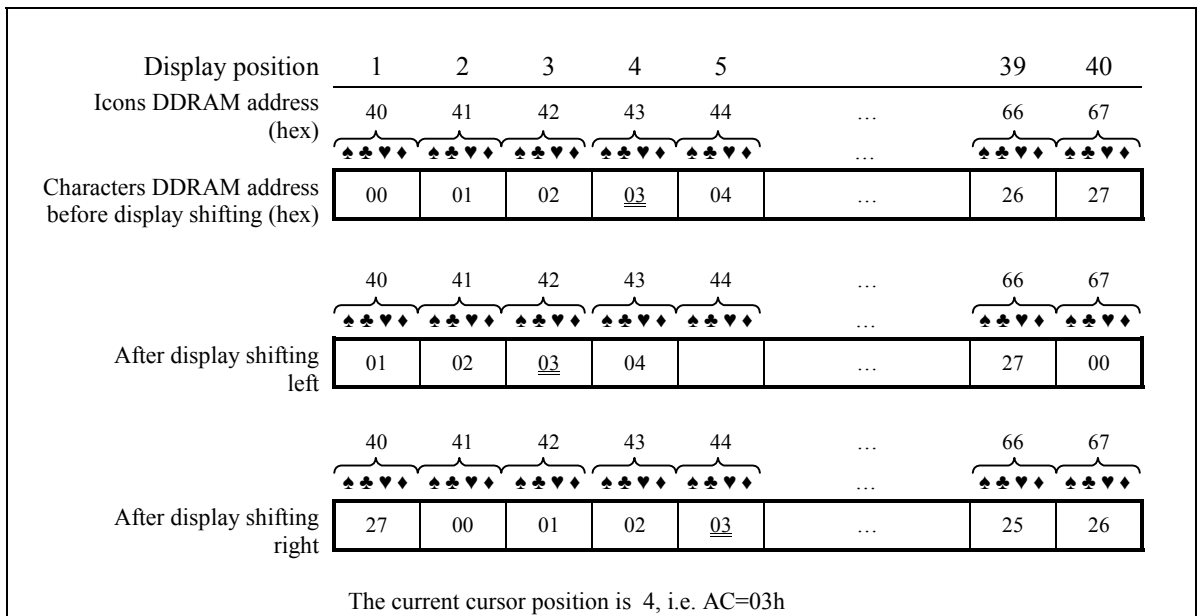 Display position 1 2 3 4 5 39 40
Icons DDRAM address (hex) 40 41 42 43 44 … 66 67
♠ ♣ ♥ ♦ ♠ ♣ ♥ ♦ ♠ ♣ ♥ ♦ ♠ ♣ ♥ ♦ ♠ ♣ ♥ ♦ … ♠ ♣ ♥ ♦ ♠ ♣ ♥ ♦
Characters DDRAM address before display shifting (hex) 00 01 02 03 04 … 26 27
40 41 42 43 44 … 66 67
♠ ♣ ♥ ♦ ♠ ♣ ♥ ♦ ♠ ♣ ♥ ♦ ♠ ♣ ♥ ♦ ♠ ♣ ♥ ♦ … ♠ ♣ ♥ ♦ ♠ ♣ ♥ ♦
After display shifting left 01 02 03 04 … 27 00
40 41 42 43 44 … 66 67
♠ ♣ ♥ ♦ ♠ ♣ ♥ ♦ ♠ ♣ ♥ ♦ ♠ ♣ ♥ ♦ ♠ ♣ ♥ ♦ … ♠ ♣ ♥ ♦ ♠ ♣ ♥ ♦
After display shifting right 27 00 01 02 03 … 25 26
The current cursor position is 4, i.e. AC=03h